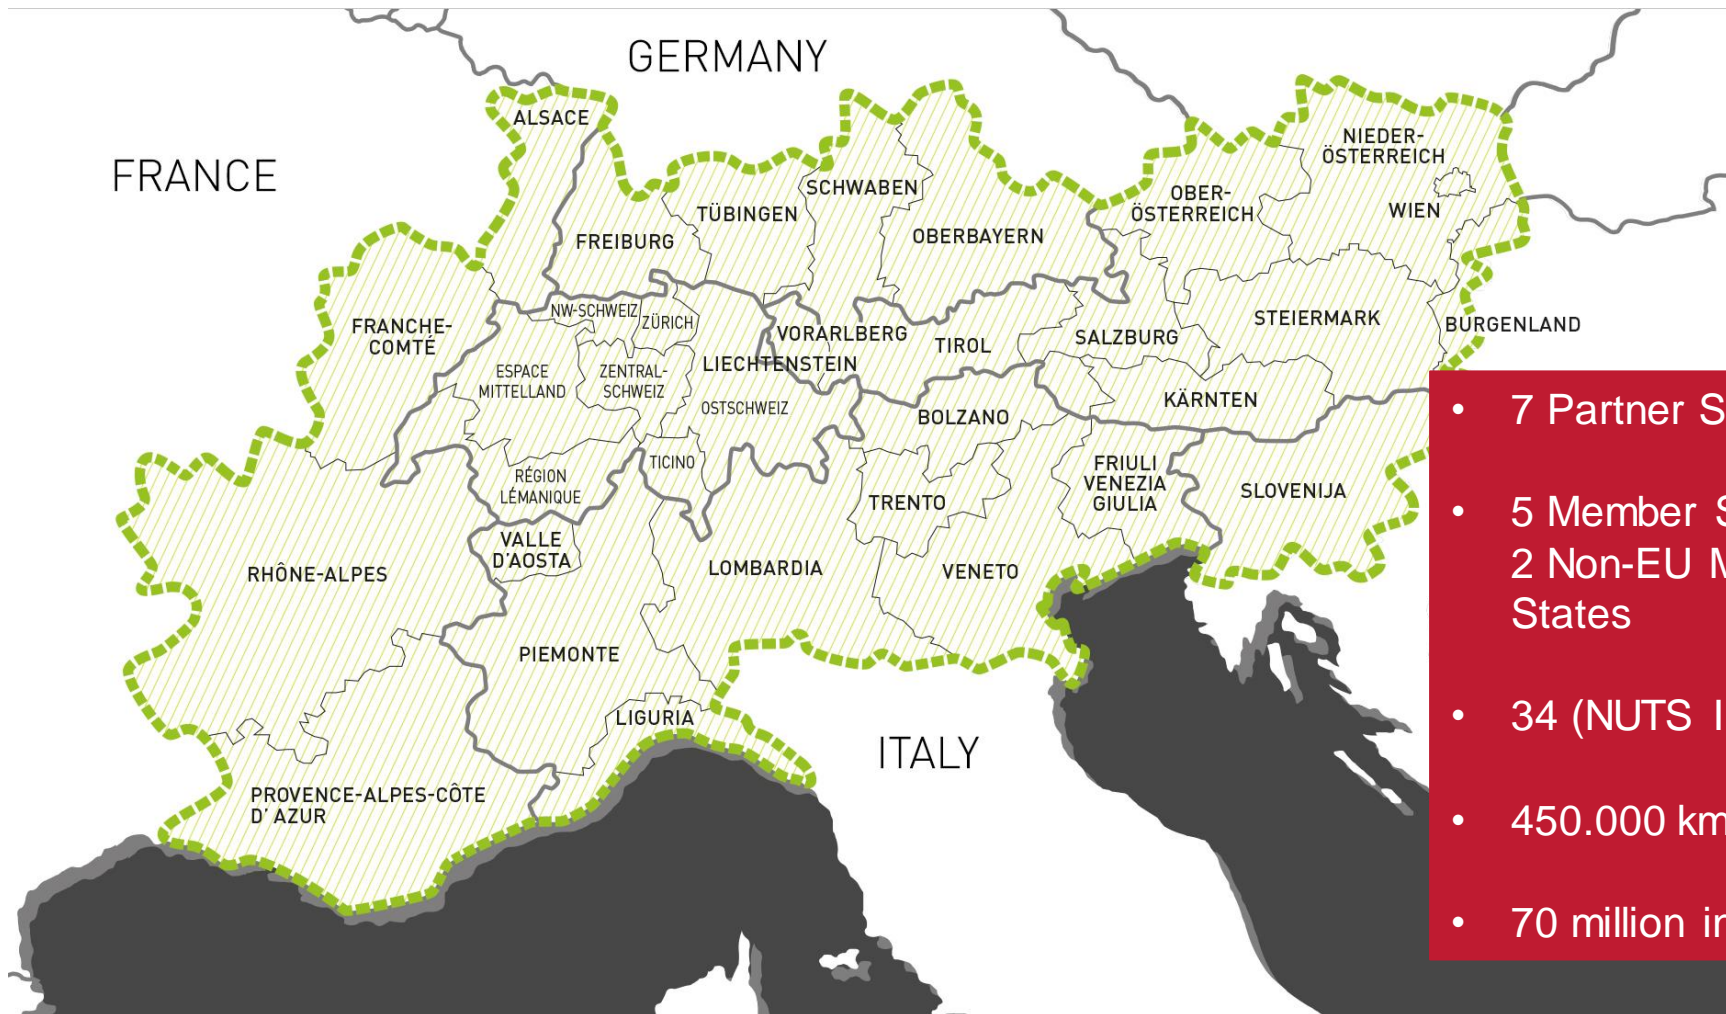 GERMANY
FRANCE
ALSACE
NIEDER-
ÖSTERREICH
SCHWABEN
OBER-
ÖSTERREICH
TÜBINGEN
WIEN
FREIBURG
OBERBAYERN
NW-SCHWEIZ
ZÜRICH
FRANCHE-
COMTÉ
VORARLBERG
TIROL
SALZBURG
STEIERMARK
BURGENLAND
LIECHTENSTEIN
ESPACE
MITTELLAND
ZENTRAL-
SCHWEIZ
OSTSCHWEIZ
BOLZANO
KÄRNTEN
TICINO
RÉGION
LÉMANIQUE
TRENTO
FRIULI
VENEZIA
GIULIA
SLOVENIJA
VALLE
D'AOSTA
RHÔNE-ALPES
LOMBARDIA
VENETO
PIEMONTE
LIGURIA
ITALY
PROVENCE-ALPES-CÔTE
D' AZUR
• 7 Partner S
• 5 Member S
2 Non-EU M
States
• 34 (NUTS I
• 450.000 km
• 70 million in